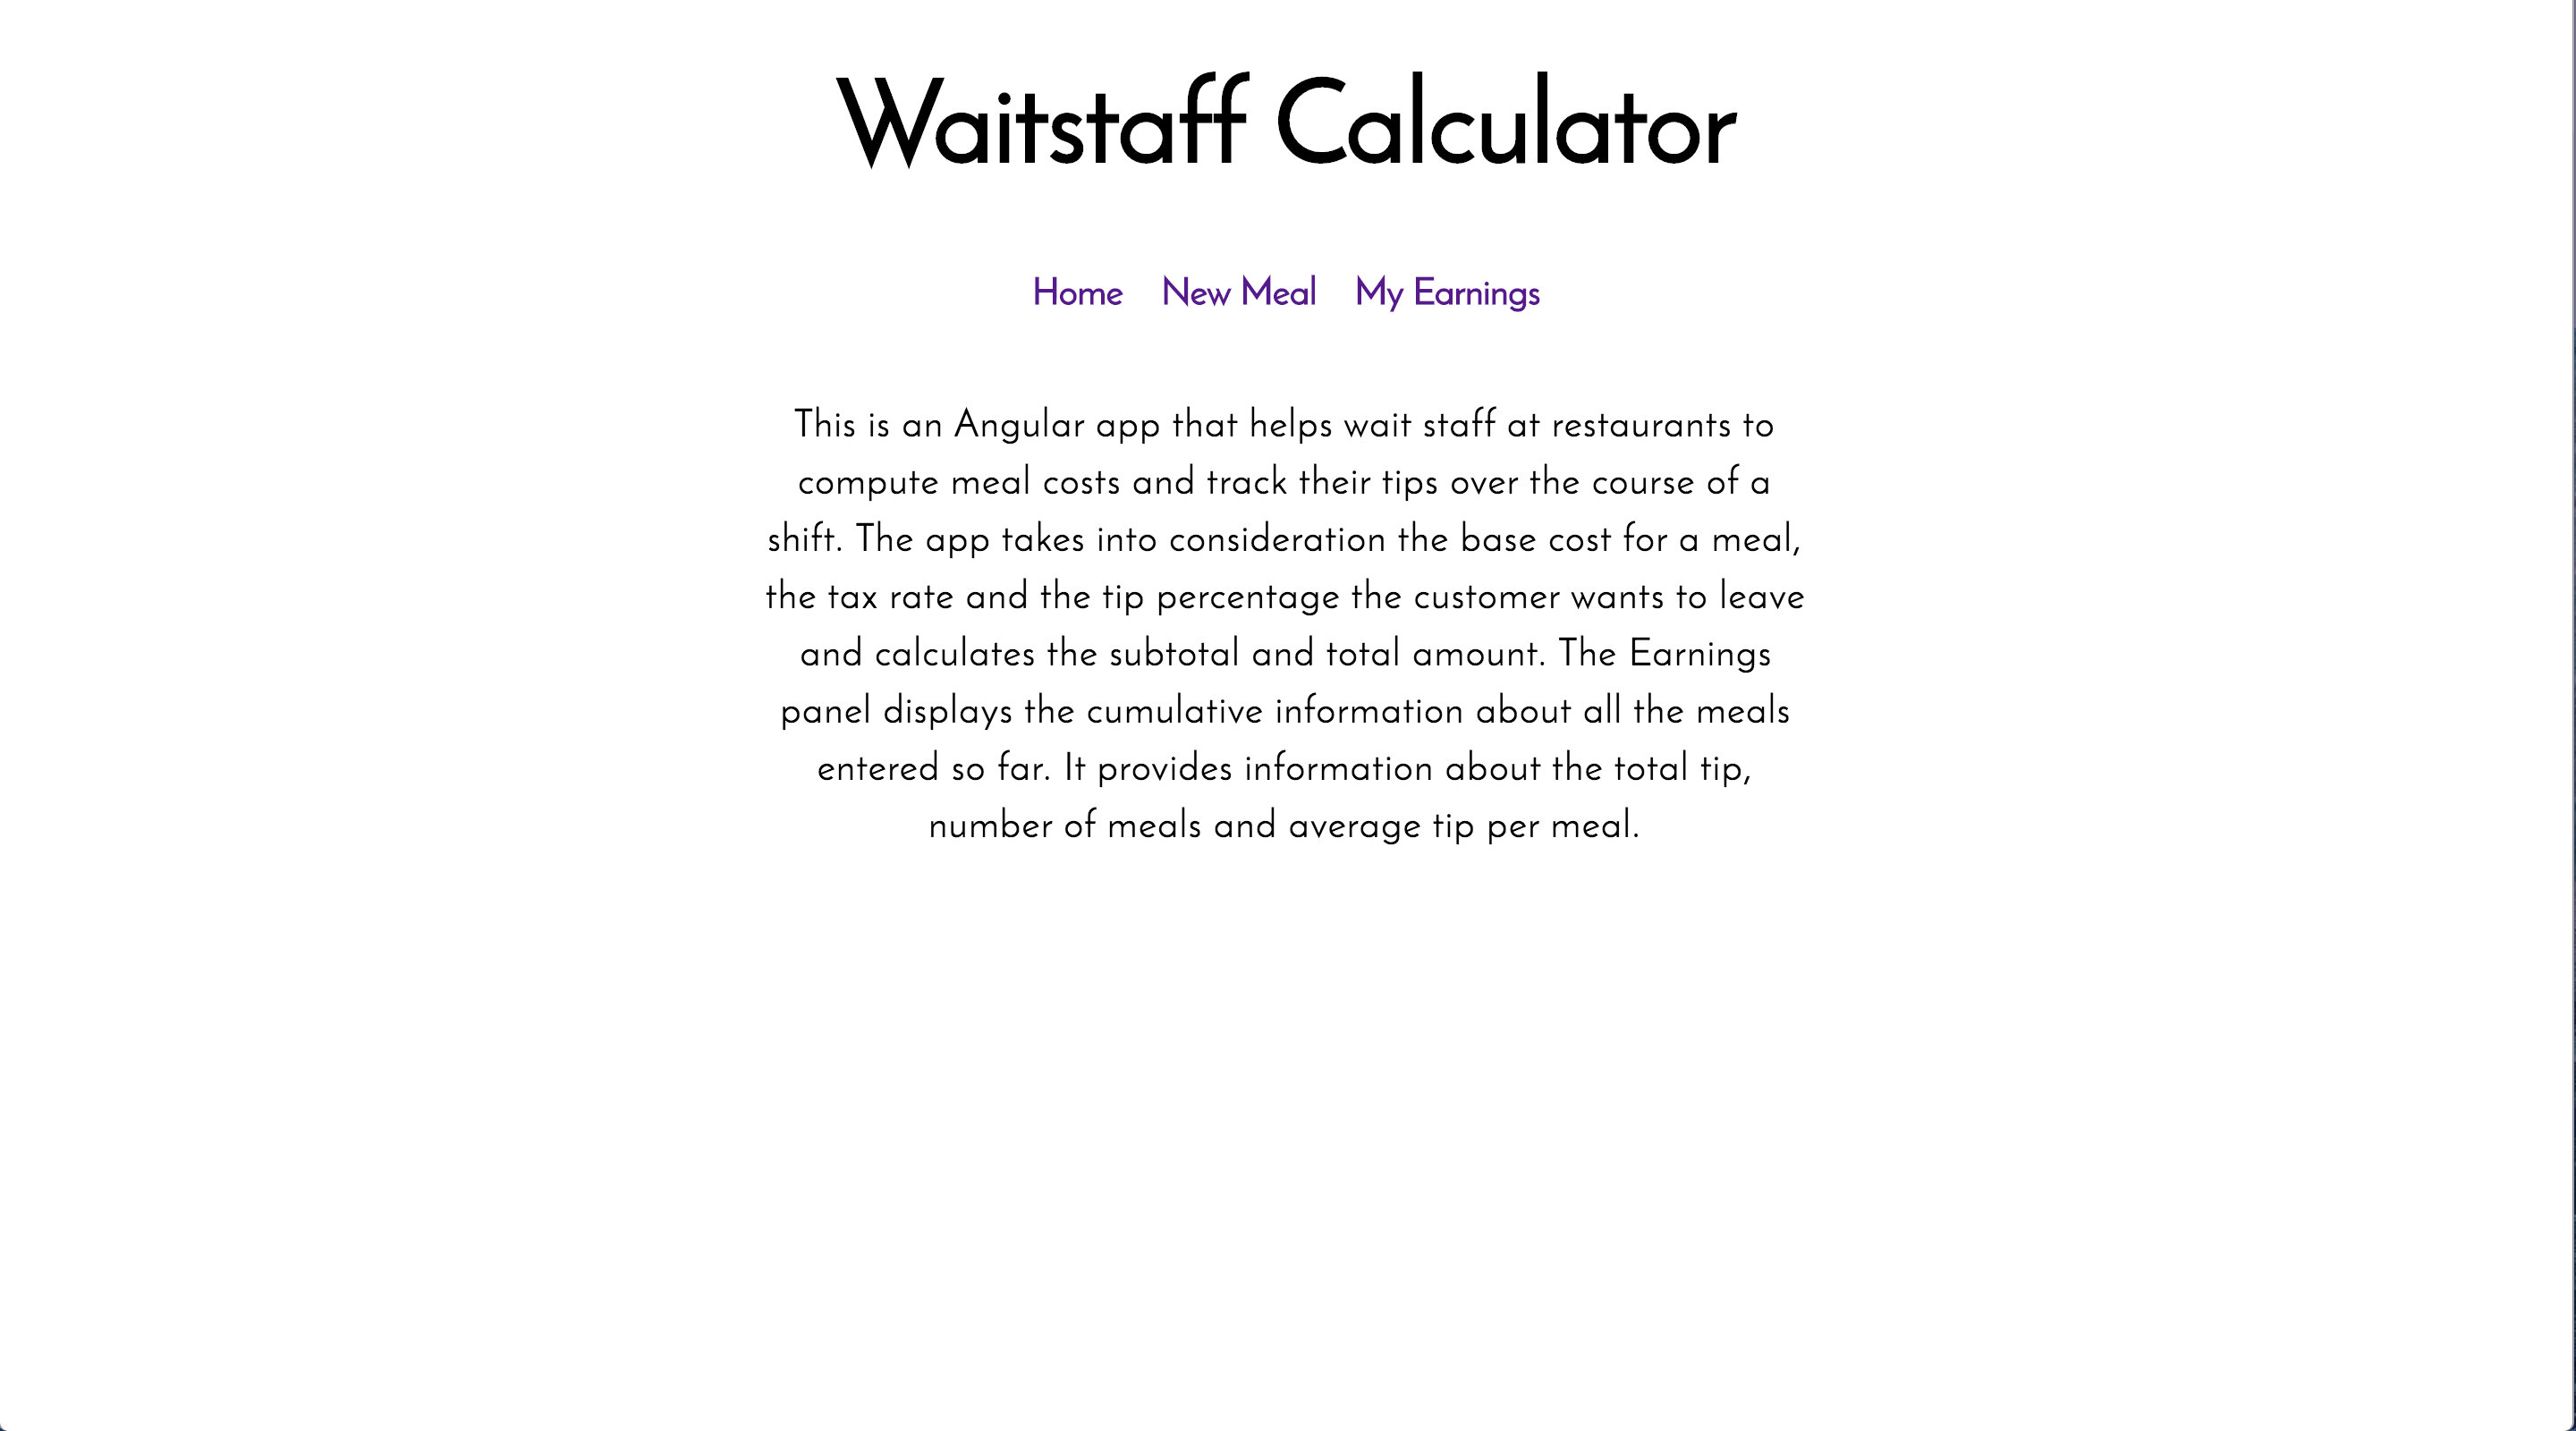 Waitstaff Calculator
Home New Meal My Earnings
This is an Angular app that helps wait staff at restaurants to
compute meal costs and track their tips over the course of a
shift. The app takes into consideration the base cost for a meal,
the tax rate and the tip percentage the customer wants to leave
and calculates the subtotal and total amount. The Earnings
panel displays the cumulative information about all the meals
entered so far. It provides information about the total tip,
number of meals and average tip per meal.